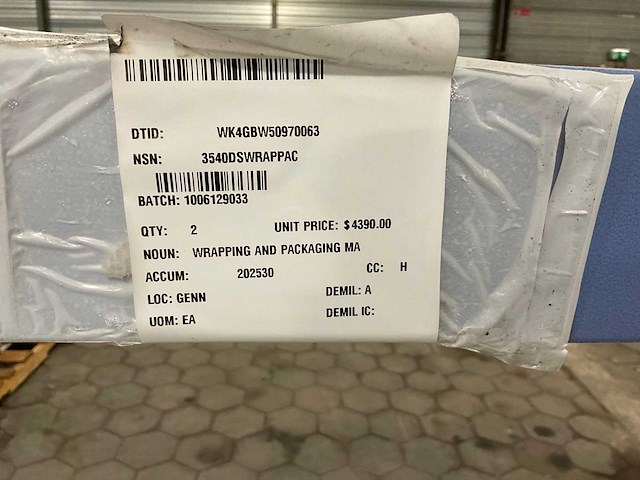 DTID: WK4GBW50970063
NSN: 3540DSWRAPPAC
BATCH: 1006129033
QTY: 2 UNIT PRICE: $4390.00
NOUN: WRAPPING AND PACKAGING MA
ACCUM: 202530 CC: H
LOC: GENN DEMIL: A
UOM: EA DEMIL IC: